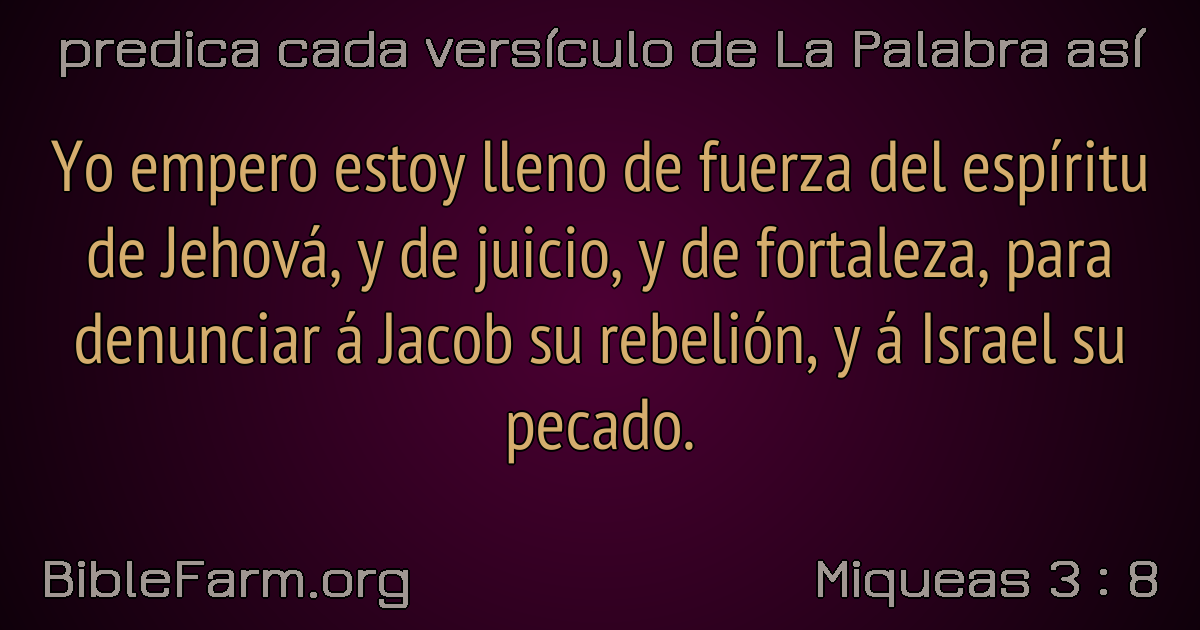 predica cada versículo de La Palabra así
Yo empero estoy lleno de fuerza del espíritu
de Jehová, y de juicio, y de fortaleza, para
denunciar á Jacob su rebelión, y á Israel su
pecado.
BibleFarm.org
Miqueas 3 : 8